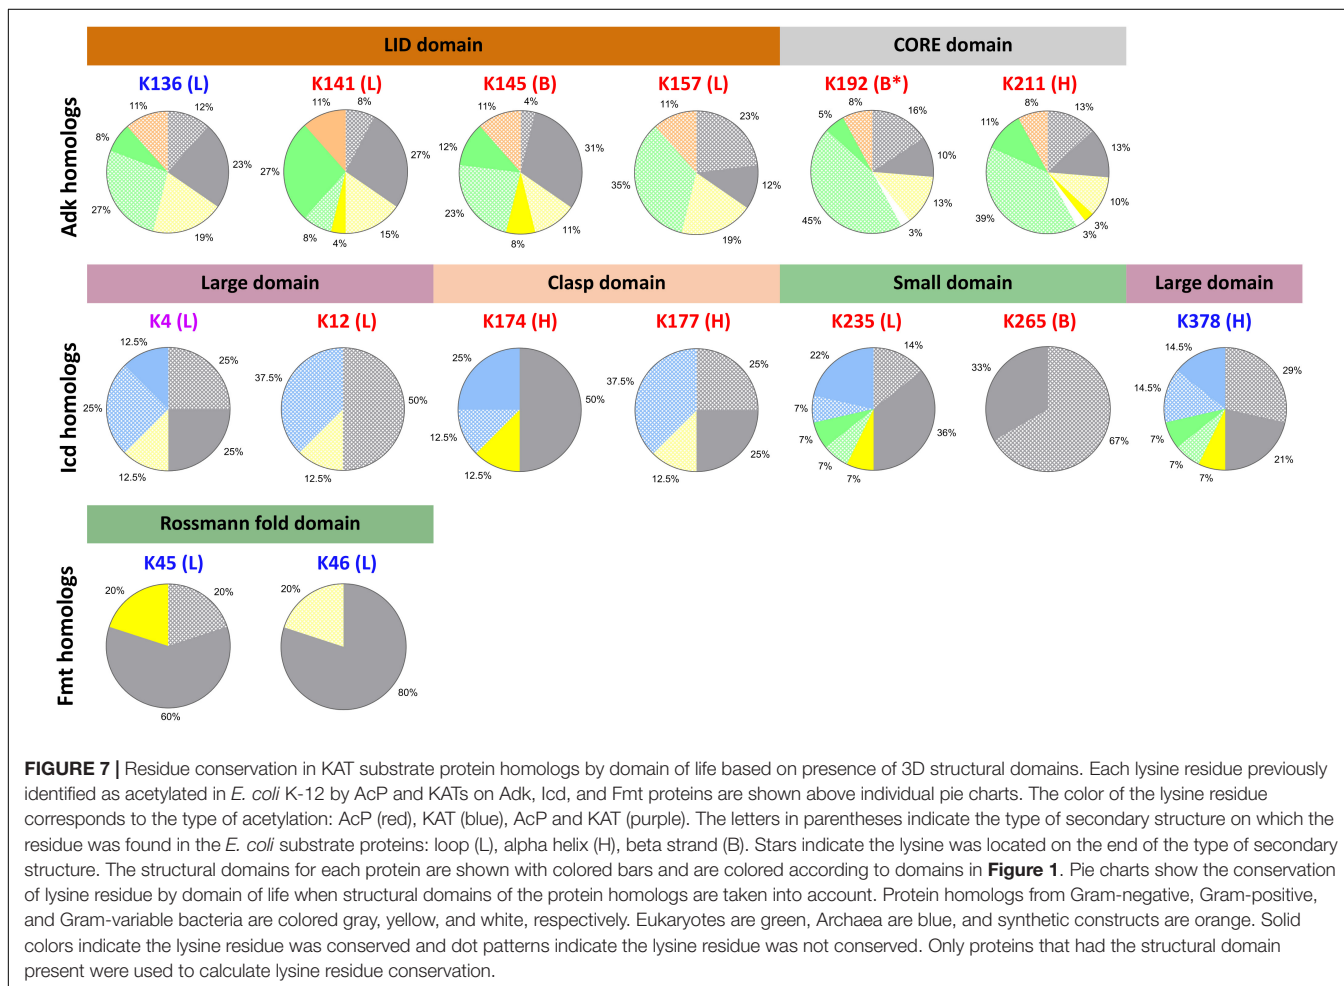 LID domain
CORE domain
Adk homologs
K136 (L)
K141 (L)
K145 (B)
K157 (L)
K192 (B*)
K211 (H)
11%
12%
8%
23%
27%
19%
11%
8%
27%
27%
8%
4%
15%
11%
4%
12%
31%
23%
8%
11%
11%
23%
35%
12%
19%
8%
16%
5%
10%
45%
13%
3%
8%
13%
11%
13%
39%
10%
3%
3%
Large domain
Clasp domain
Small domain
Large domain
Icd homologs
K4 (L)
K12 (L)
K174 (H)
K177 (H)
K235 (L)
K265 (B)
K378 (H)
12.5%
25%
25%
25%
12.5%
37.5%
50%
12.5%
25%
50%
12.5%
12.5%
25%
37.5%
25%
12.5%
14%
22%
7%
36%
7%
7%
7%
33%
67%
14.5%
29%
14.5%
7%
21%
7%
7%
Rossmann fold domain
Fmt homologs
K45 (L)
K46 (L)
20%
20%
60%
20%
80%
FIGURE 7 | Residue conservation in KAT substrate protein homologs by domain of life based on presence of 3D structural domains. Each lysine residue previously
identified as acetylated in E. coli K-12 by AcP and KATs on Adk, Icd, and Fmt proteins are shown above individual pie charts. The color of the lysine residue
corresponds to the type of acetylation: AcP (red), KAT (blue), AcP and KAT (purple). The letters in parentheses indicate the type of secondary structure on which the
residue was found in the E. coli substrate proteins: loop (L), alpha helix (H), beta strand (B). Stars indicate the lysine was located on the end of the type of secondary
structure. The structural domains for each protein are shown with colored bars and are colored according to domains in Figure 1. Pie charts show the conservation
of lysine residue by domain of life when structural domains of the protein homologs are taken into account. Protein homologs from Gram-negative, Gram-positive,
and Gram-variable bacteria are colored gray, yellow, and white, respectively. Eukaryotes are green, Archaea are blue, and synthetic constructs are orange. Solid
colors indicate the lysine residue was conserved and dot patterns indicate the lysine residue was not conserved. Only proteins that had the structural domain
present were used to calculate lysine residue conservation.